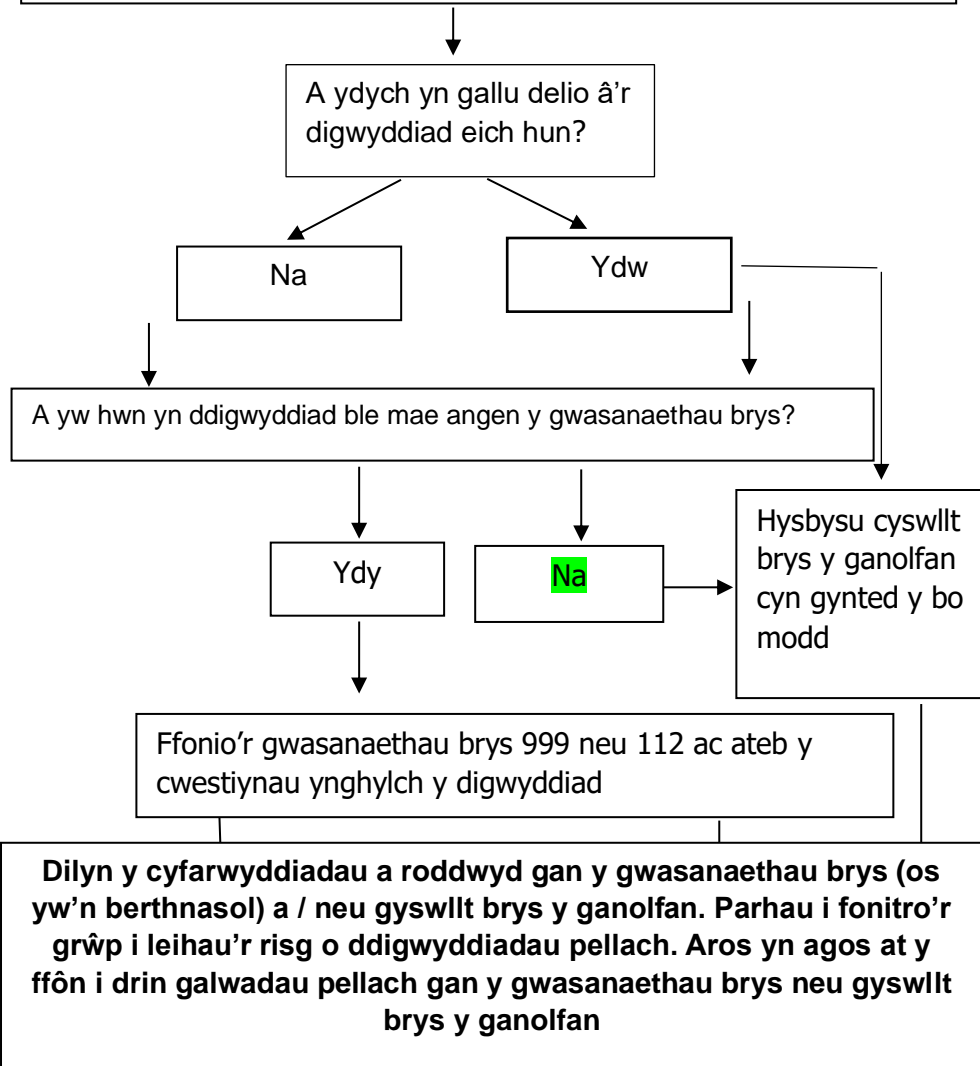 A ydych yn gallu delio â’r
digwyddiad eich hun?
Na
Ydw
A yw hwn yn ddigwyddiad ble mae angen y gwasanaethau brys?
Ydy
Na
Hysbysu cyswllt
brys y ganolfan
cyn gynted y bo
modd
Ffonio’r gwasanaethau brys 999 neu 112 ac ateb y
cwestiynau ynghylch y digwyddiad
Dilyn y cyfarwyddiadau a roddwyd gan y gwasanaethau brys (os
yw’n berthnasol) a / neu gyswllt brys y ganolfan. Parhau i fonitro’r
grŵp i leihau’r risg o ddigwyddiadau pellach. Aros yn agos at y
ffôn i drin galwadau pellach gan y gwasanaethau brys neu gyswllt
brys y ganolfan